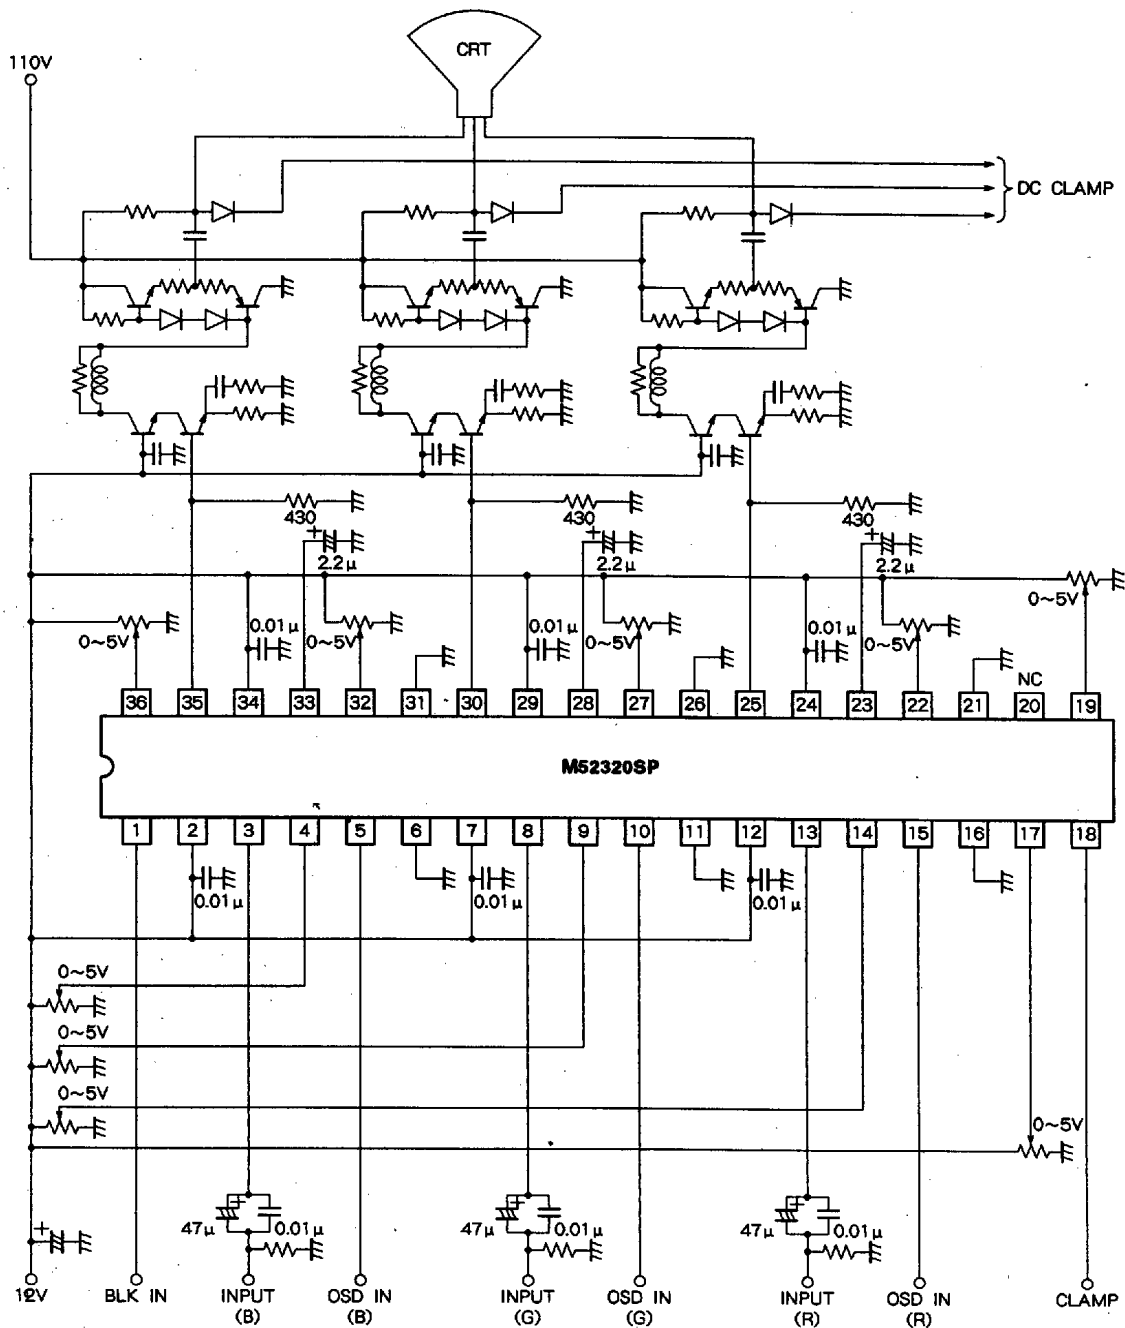 CRT
110V
DC CLAMP
430
430
430
+
2.2μ
+
2.2μ
+
2.2μ
0~5V
0.01μ
0~5V
0.01μ
0~5V
0.01μ
0~5V
0~5V
NC
36 35 34 33 32 31 30 29 28 27 26 25 24 23 22 21 20 19
M52320SP
1 2 3 4 5 6 7 8 9 10 11 12 13 14 15 16 17 18
0.01μ
0.01μ
0.01μ
0~5V
0~5V
0~5V
0~5V
+
47μ
0.01μ
+
47μ
0.01μ
+
47μ
0.01μ
+
12V
BLK IN
INPUT
(B)
OSD IN
(B)
INPUT
(G)
OSD IN
(G)
INPUT
(R)
OSD IN
(R)
CLAMP